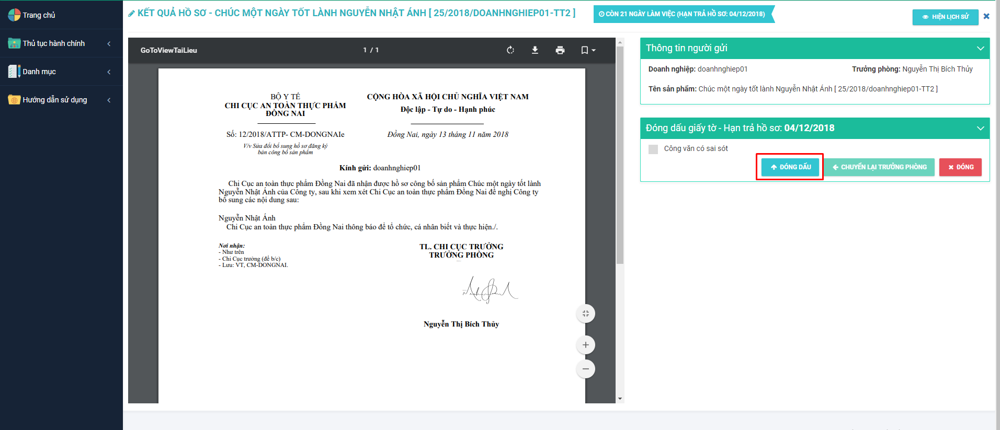 Trang chủ
Thủ tục hành chính
Danh mục
Hướng dẫn sử dụng
KẾT QUẢ HỒ SƠ - CHÚC MỘT NGÀY TỐT LÀNH NGUYỄN NHẬT ÁNH [ 25/2018/DOANHNGHIEP01-TT2 ]
CÒN 21 NGÀY LÀM VIỆC (HẠN TRẢ HỒ SƠ: 04/12/2018)
HIỆN LỊCH SỬ
GoToViewTaiLieu
1 / 1
BỘ Y TẾ
CHI CỤC AN TOÀN THỰC PHẨM
ĐỒNG NAI
CỘNG HÒA XÃ HỘI CHỦ NGHĨA VIỆT NAM
Độc lập - Tự do - Hạnh phúc
Số: 12/2018/ATTP- CM-DONGNAIe
Đồng Nai, ngày 13 tháng 11 năm 2018
V/v Sửa đổi bổ sung hồ sơ đăng ký
bản công bố sản phẩm
Kính gửi: doanhnghiep01
Chi Cục an toàn thực phẩm Đồng Nai đã nhận được hồ sơ công bố sản phẩm Chúc một ngày tốt lành
Nguyễn Nhật Ánh của Công ty, sau khi xem xét Chi Cục an toàn thực phẩm Đồng Nai đề nghị Công ty
bổ sung các nội dung sau:
Nguyễn Nhật Ánh
Chi Cục an toàn thực phẩm Đồng Nai thông báo để tổ chức, cá nhân biết và thực hiện./.
Nơi nhận:
- Như trên
- Chi Cục trưởng (để b/c)
- Lưu: VT, CM-DONGNAI.
TL. CHI CỤC TRƯỞNG
TRƯỞNG PHÒNG
Nguyễn Thị Bích Thủy
Thông tin người gửi
Doanh nghiệp: doanhnghiep01
Trưởng phòng: Nguyễn Thị Bích Thủy
Tên sản phẩm: Chúc một ngày tốt lành Nguyễn Nhật Ánh [ 25/2018/doanhnghiep01-TT2 ]
Đóng dấu giấy tờ - Hạn trả hồ sơ: 04/12/2018
Công văn có sai sót
ĐÓNG DẤU
CHUYỂN LẠI TRƯỞNG PHÒNG
ĐÓNG